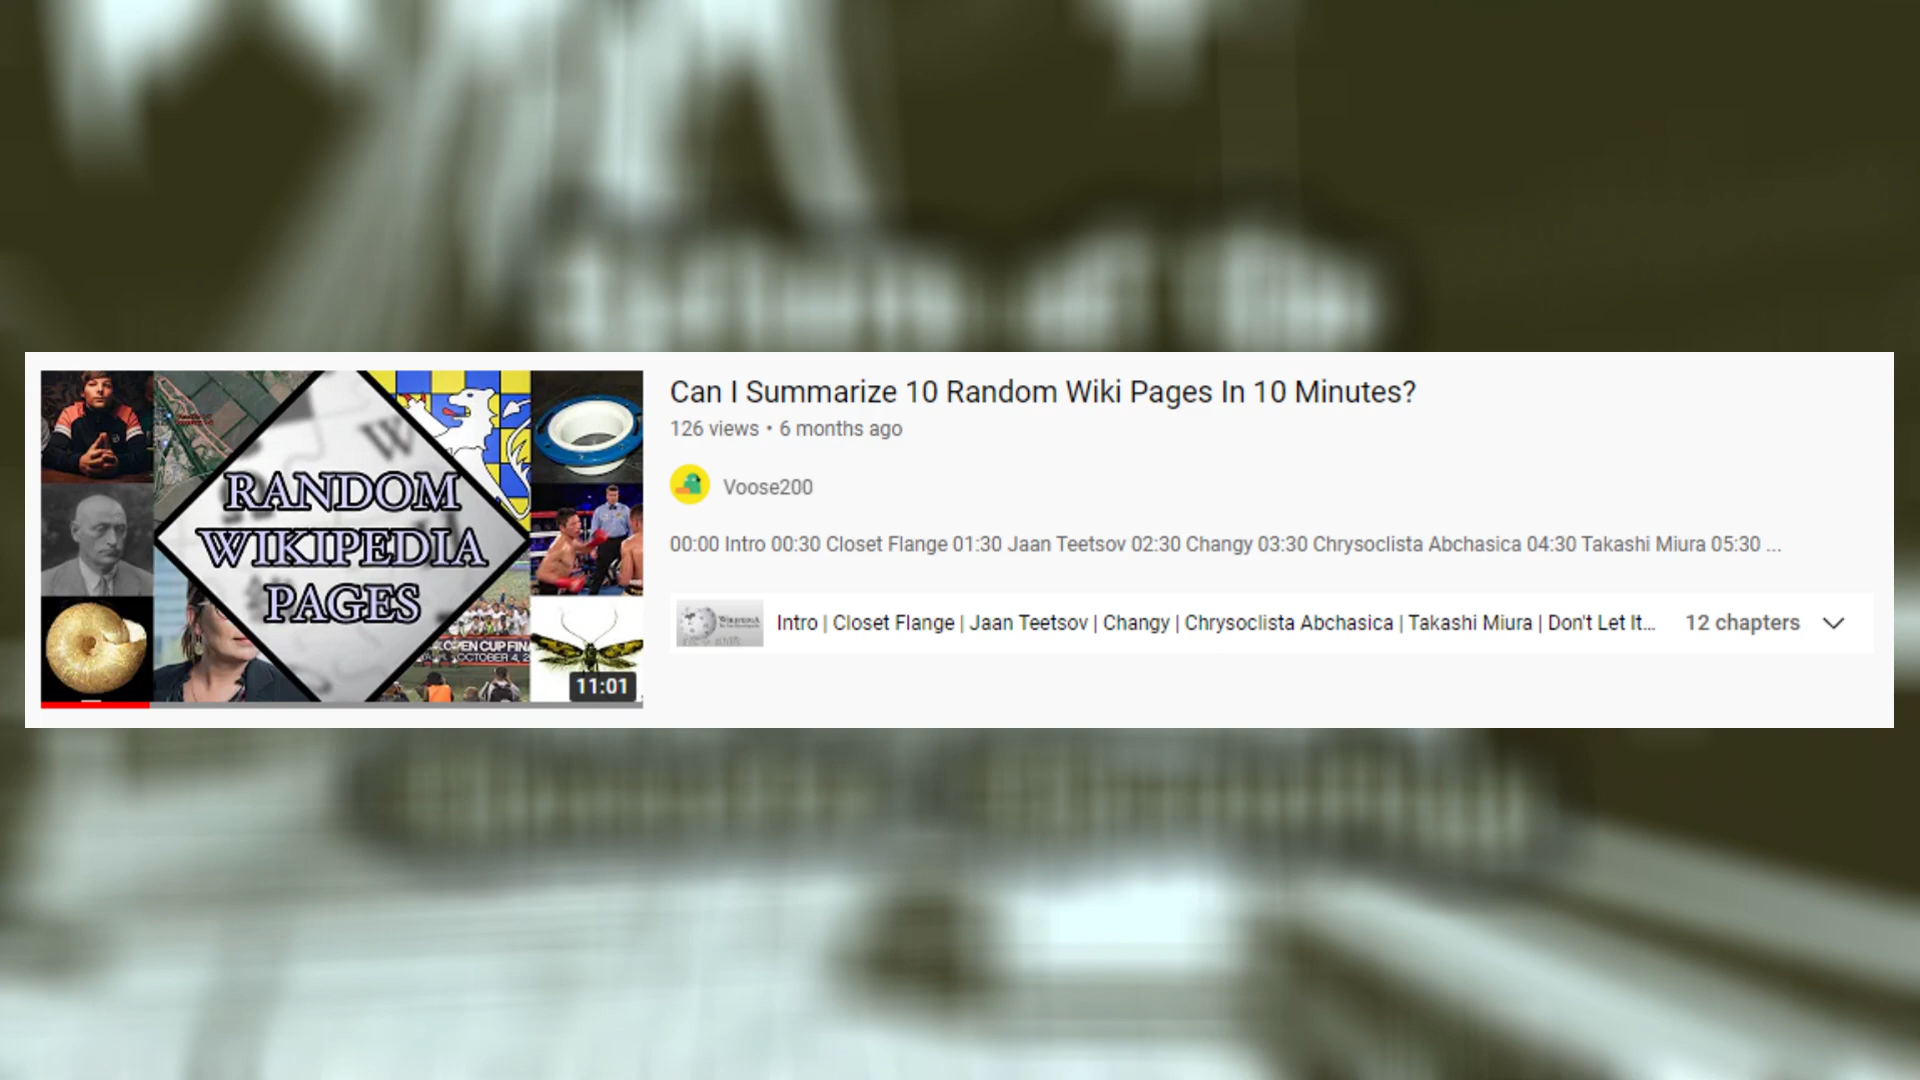 RANDOM
WIKIPEDIA
PAGES
OPEN CUP FIN
OCTOBER 4, 2
11:01
Can I Summarize 10 Random Wiki Pages In 10 Minutes?
126 views • 6 months ago
Voose200
00:00 Intro 00:30 Closet Flange 01:30 Jaan Teetsov 02:30 Changy 03:30 Chrysoclista Abchasica 04:30 Takashi Miura 05:30 ...
Intro | Closet Flange | Jaan Teetsov | Changy | Chrysoclista Abchasica | Takashi Miura | Don't Let It...
12 chapters